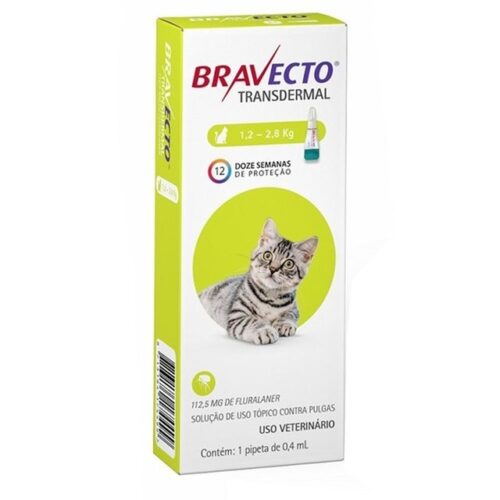 BRAVECTO®
TRANSDERMAL
1,2 – 2,8 Kg
12
DOZE SEMANAS
DE PROTEÇÃO
112,5 MG DE FLURALANER
SOLUÇÃO DE USO TÓPICO CONTRA PULGAS
USO VETERINÁRIO
Contém: 1 pipeta de 0,4 mL
BRAVECTO